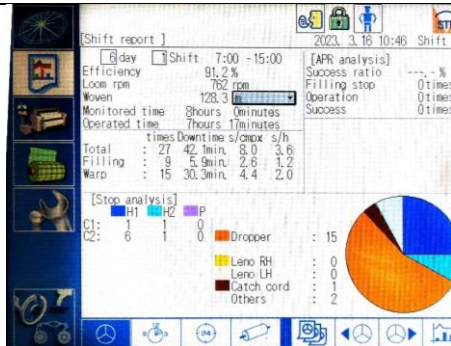 ST
[Shift report ]
2023. 3.16 10:46 Shift
6 day 1 Shift 7:00 -15:00
Efficiency 91.2 %
Loom rpm 762 rpm
Woven 128.3 m
Monitored time 8hours 0minutes
Operated time 7hours 17minutes
times Downtime s/cmpx s/h
Total : 27 42.1min. 8.0 3.6
Filling : 9 5.9min. 2.6 1.2
Warp : 15 30.3min. 4.4 2.0
[APR analysis]
Success ratio ---.-%
Filling stop 0times
Operation 0times
Success 0times
[Stop analysis]
H1 H2 P
C1: 1 1 0
C2: 6 1 0
Dropper : 15
Leno RH : 0
Leno LH : 0
Catch cord : 1
Others : 2
24